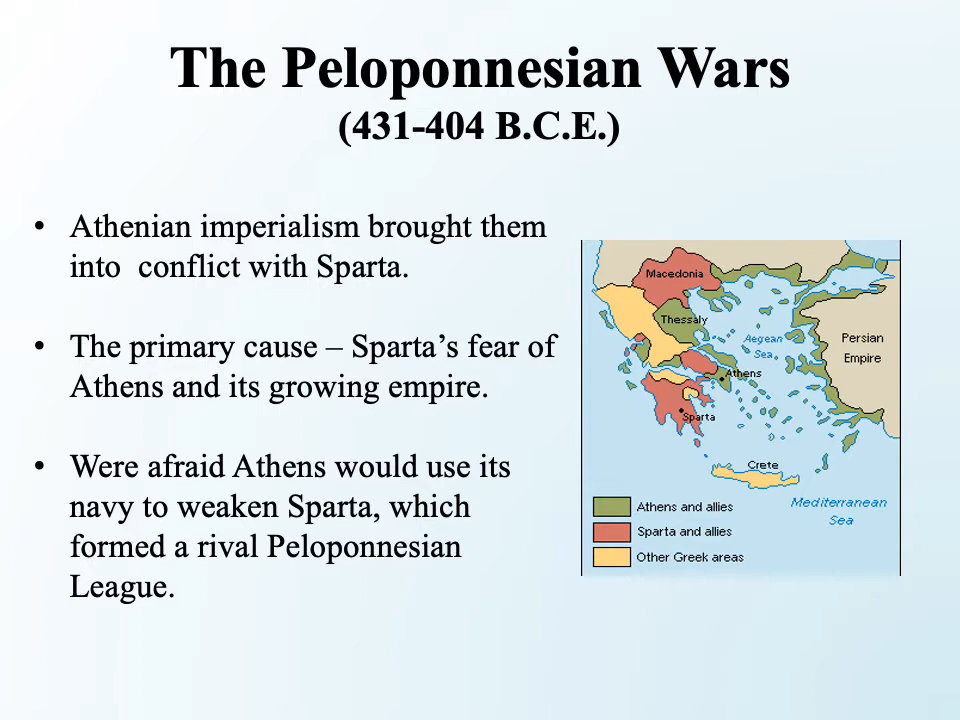 The Peloponnesian Wars
(431-404 B.C.E.)
• Athenian imperialism brought them
into  conflict with Sparta.
• The primary cause – Sparta’s fear of
Athens and its growing empire.
• Were afraid Athens would use its
navy to weaken Sparta, which
formed a rival Peloponnesian
League.
Macedonia
Thessaly
Aegean
Sea
Persian
Empire
Athens
Sparta
Crete
Mediterranean
Sea
Athens and allies
Sparta and allies
Other Greek areas